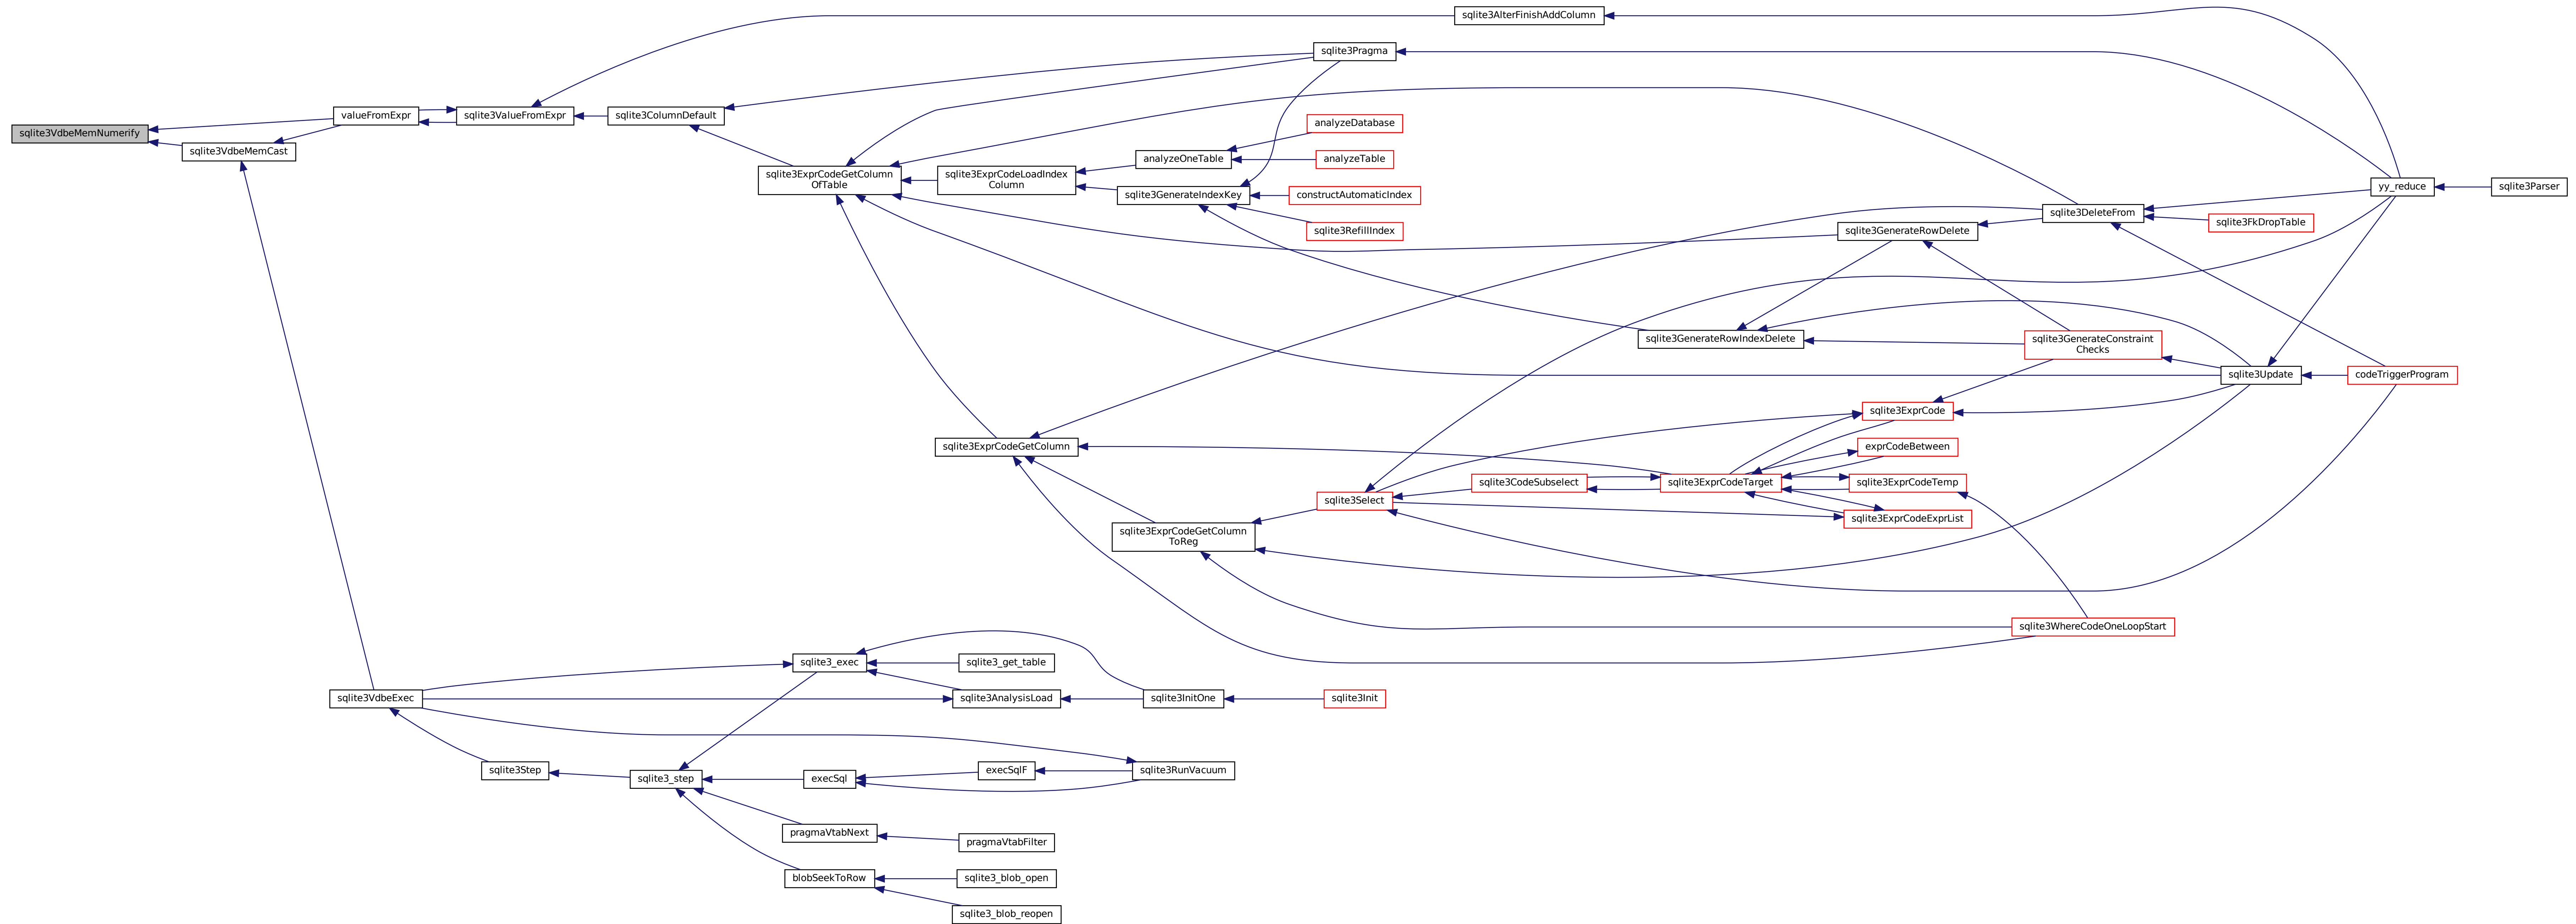 sqlite3AlterFinishAddColumn
sqlite3Pragma
valueFromExpr
sqlite3ValueFromExpr
sqlite3ColumnDefault
analyzeDatabase
sqlite3VdbeMemNumerify
sqlite3VdbeMemCast
analyzeOneTable
analyzeTable
sqlite3ExprCodeGetColumn
OfTable
sqlite3ExprCodeLoadIndex
Column
sqlite3GenerateIndexKey
constructAutomaticIndex
yy_reduce
sqlite3Parser
sqlite3DeleteFrom
sqlite3FkDropTable
sqlite3RefillIndex
sqlite3GenerateRowDelete
sqlite3GenerateRowIndexDelete
sqlite3GenerateConstraint
Checks
sqlite3Update
codeTriggerProgram
sqlite3ExprCode
sqlite3ExprCodeGetColumn
exprCodeBetween
sqlite3CodeSubselect
sqlite3ExprCodeTarget
sqlite3ExprCodeTemp
sqlite3Select
sqlite3ExprCodeExprList
sqlite3ExprCodeGetColumn
ToReg
sqlite3WhereCodeOneLoopStart
sqlite3_exec
sqlite3_get_table
sqlite3VdbeExec
sqlite3AnalysisLoad
sqlite3InitOne
sqlite3Init
sqlite3Step
sqlite3_step
execSql
execSqlF
sqlite3RunVacuum
pragmaVtabNext
pragmaVtabFilter
blobSeekToRow
sqlite3_blob_open
sqlite3_blob_reopen